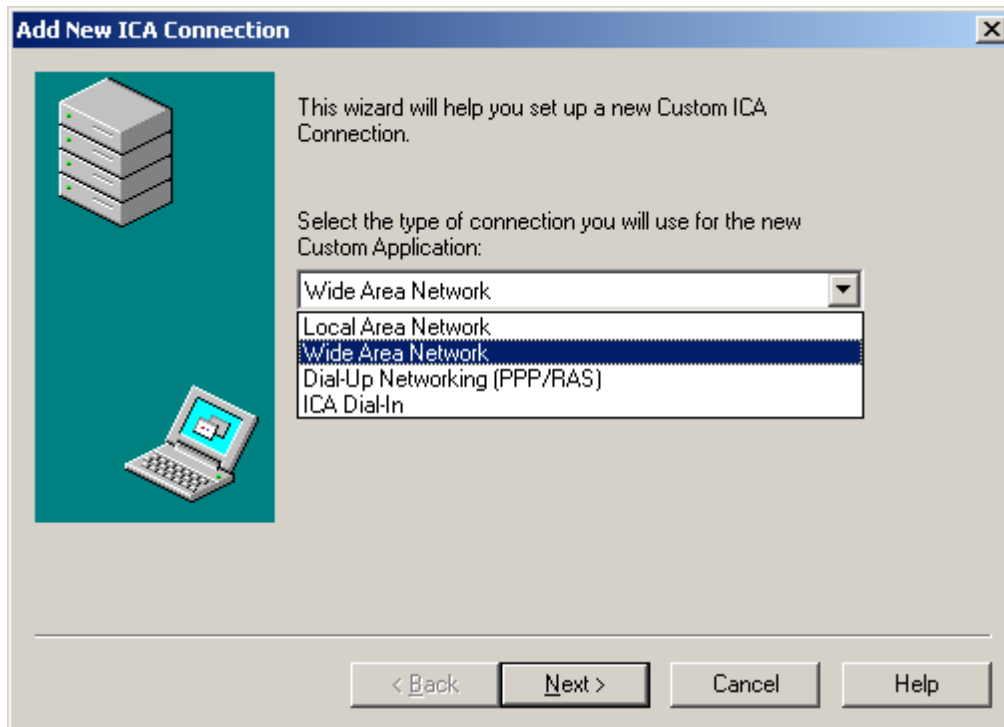 Add New ICA Connection
This wizard will help you set up a new Custom ICA
Connection.
Select the type of connection you will use for the new
Custom Application:
Wide Area Network
Local Area Network
Wide Area Network
Dial-Up Networking (PPP/RAS)
ICA Dial-In
< Back
Next >
Cancel
Help